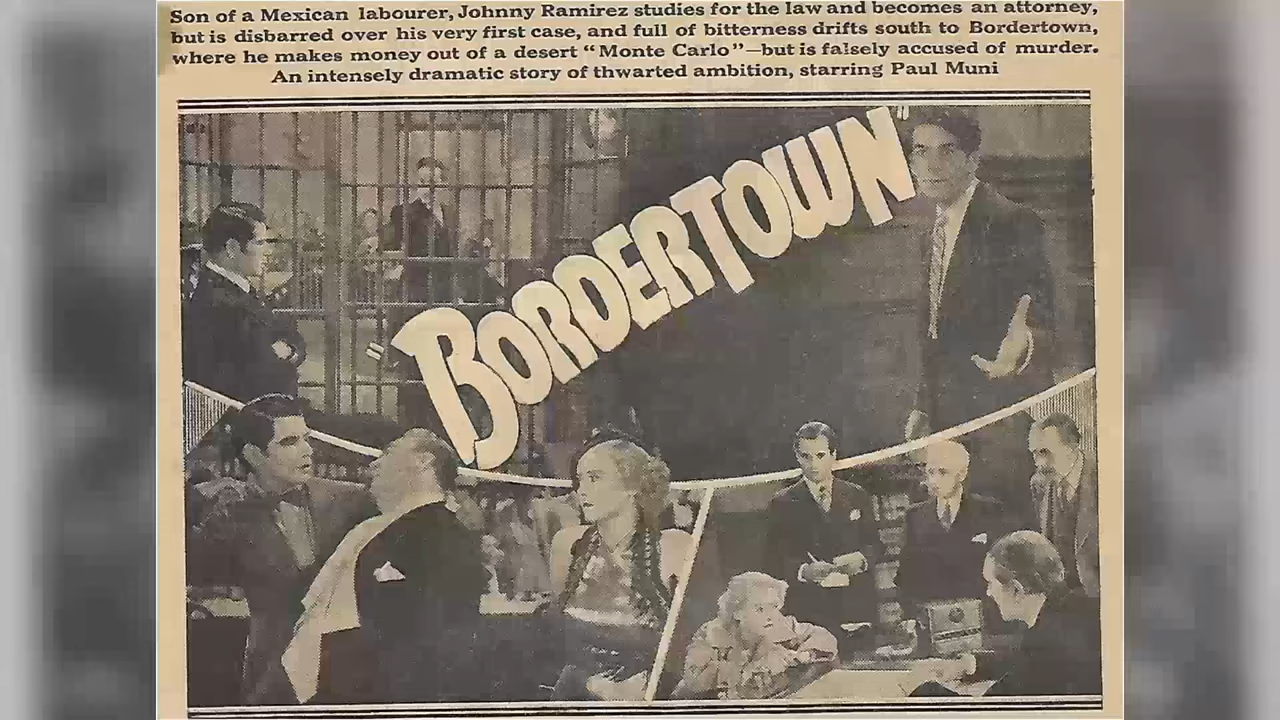 Son of a Mexican labourer, Johnny Ramirez studies for the law and becomes an attorney,
but is disbarred over his very first case, and full of bitterness drifts south to Bordertown,
where he makes money out of a desert “Monte Carlo”—but is falsely accused of murder.
An intensely dramatic story of thwarted ambition, starring Paul Muni
"BORDERTOWN"